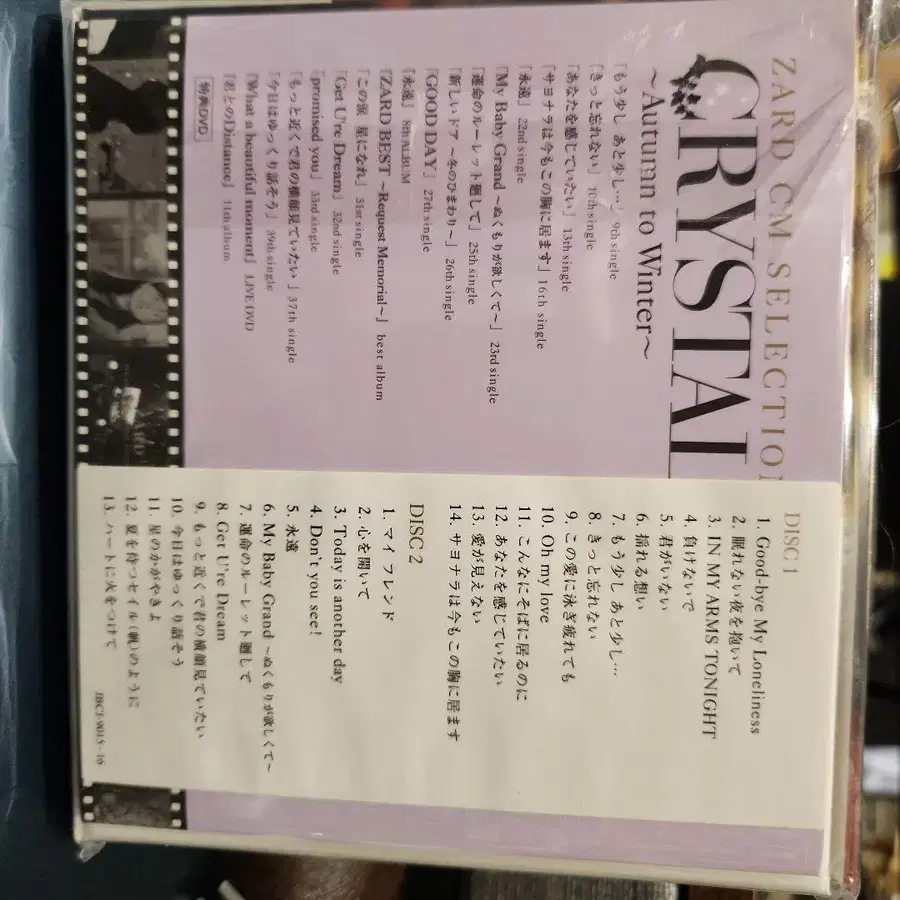 ZARD CM SELECTION
CRYSTAL
～Autumn to Winter～
「もう少し あと少し…」 9th single
「きっと忘れない」 10th single
「あなたを感じていたい」 13th single
「サヨナラは今もこの胸に居ます」 16th single
「永遠」 22nd single
「My Baby Grand ～ぬくもりが欲しくて～」 23rd single
「運命のルーレット廻して」 25th single
「新しいドア ～冬のひまわり～」 26th single
「GOOD DAY」 27th single
「永遠」 8th ALBUM
「ZARD BEST ～Request Memorial～」 best album
「この涙 星になれ」 31st single
「Get U're Dream」 32nd single
「promised you」 33rd single
「もっと近くで君の横顔見ていたい」 37th single
「今日はゆっくり話そう」 39th single
「What a beautiful moment」 LIVE DVD
「君とのDistance」 11th album
特典DVD
DISC 1
1. Good-bye My Loneliness
2. 眠れない夜を抱いて
3. IN MY ARMS TONIGHT
4. 負けないで
5. 君がいない
6. 揺れる想い
7. もう少し あと少し…
8. きっと忘れない
9. この愛に泳ぎ疲れても
10. Oh my love
11. こんなにそばに居るのに
12. あなたを感じていたい
13. 愛が見えない
14. サヨナラは今もこの胸に居ます
DISC 2
1. マイ フレンド
2. 心を開いて
3. Today is another day
4. Don't you see!
5. 永遠
6. My Baby Grand ～ぬくもりが欲しくて～
7. 運命のルーレット廻して
8. Get U're Dream
9. もっと近くで君の横顔見ていたい
10. 今日はゆっくり話そう
11. 星のかがやきよ
12. 夏を待つセイル(帆)のように
13. ハートに火をつけて
JBCJ-9015~16